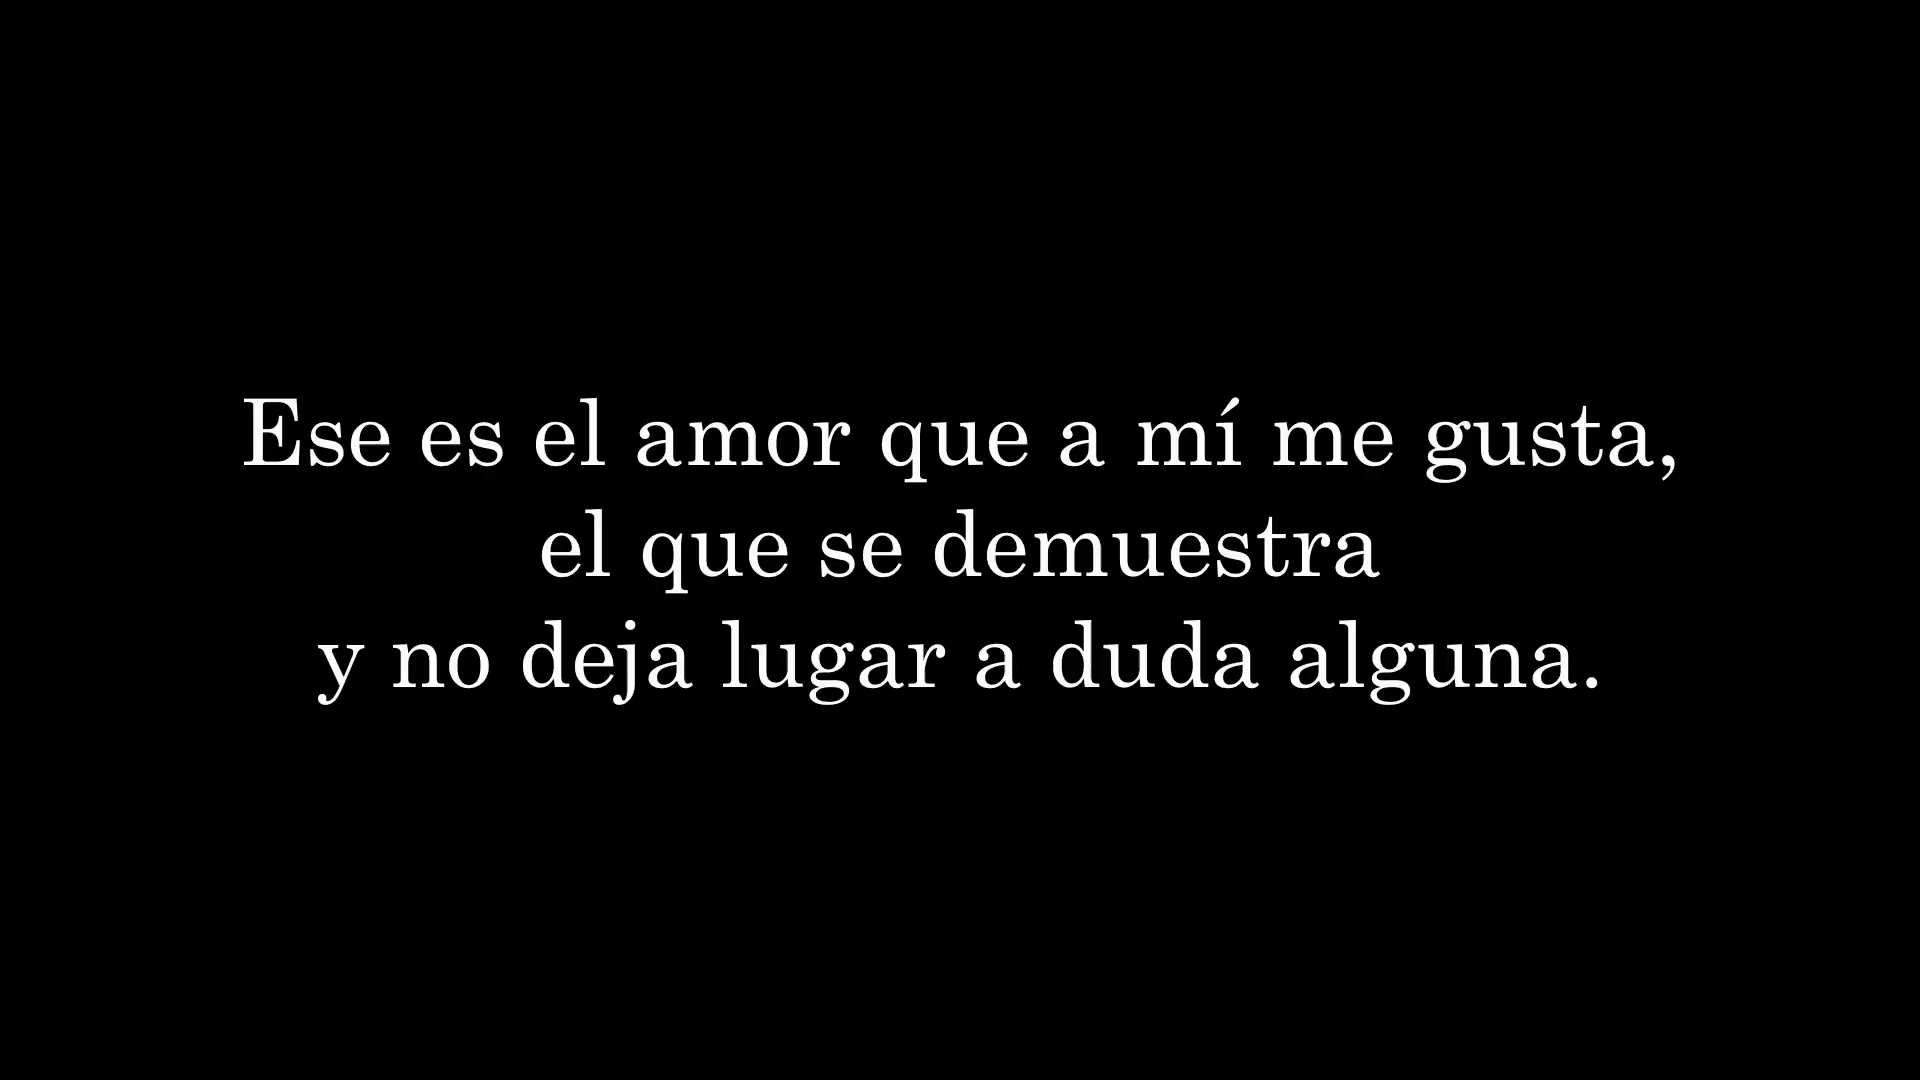 Ese es el amor que a mí me gusta,
el que se demuestra
y no deja lugar a duda alguna.